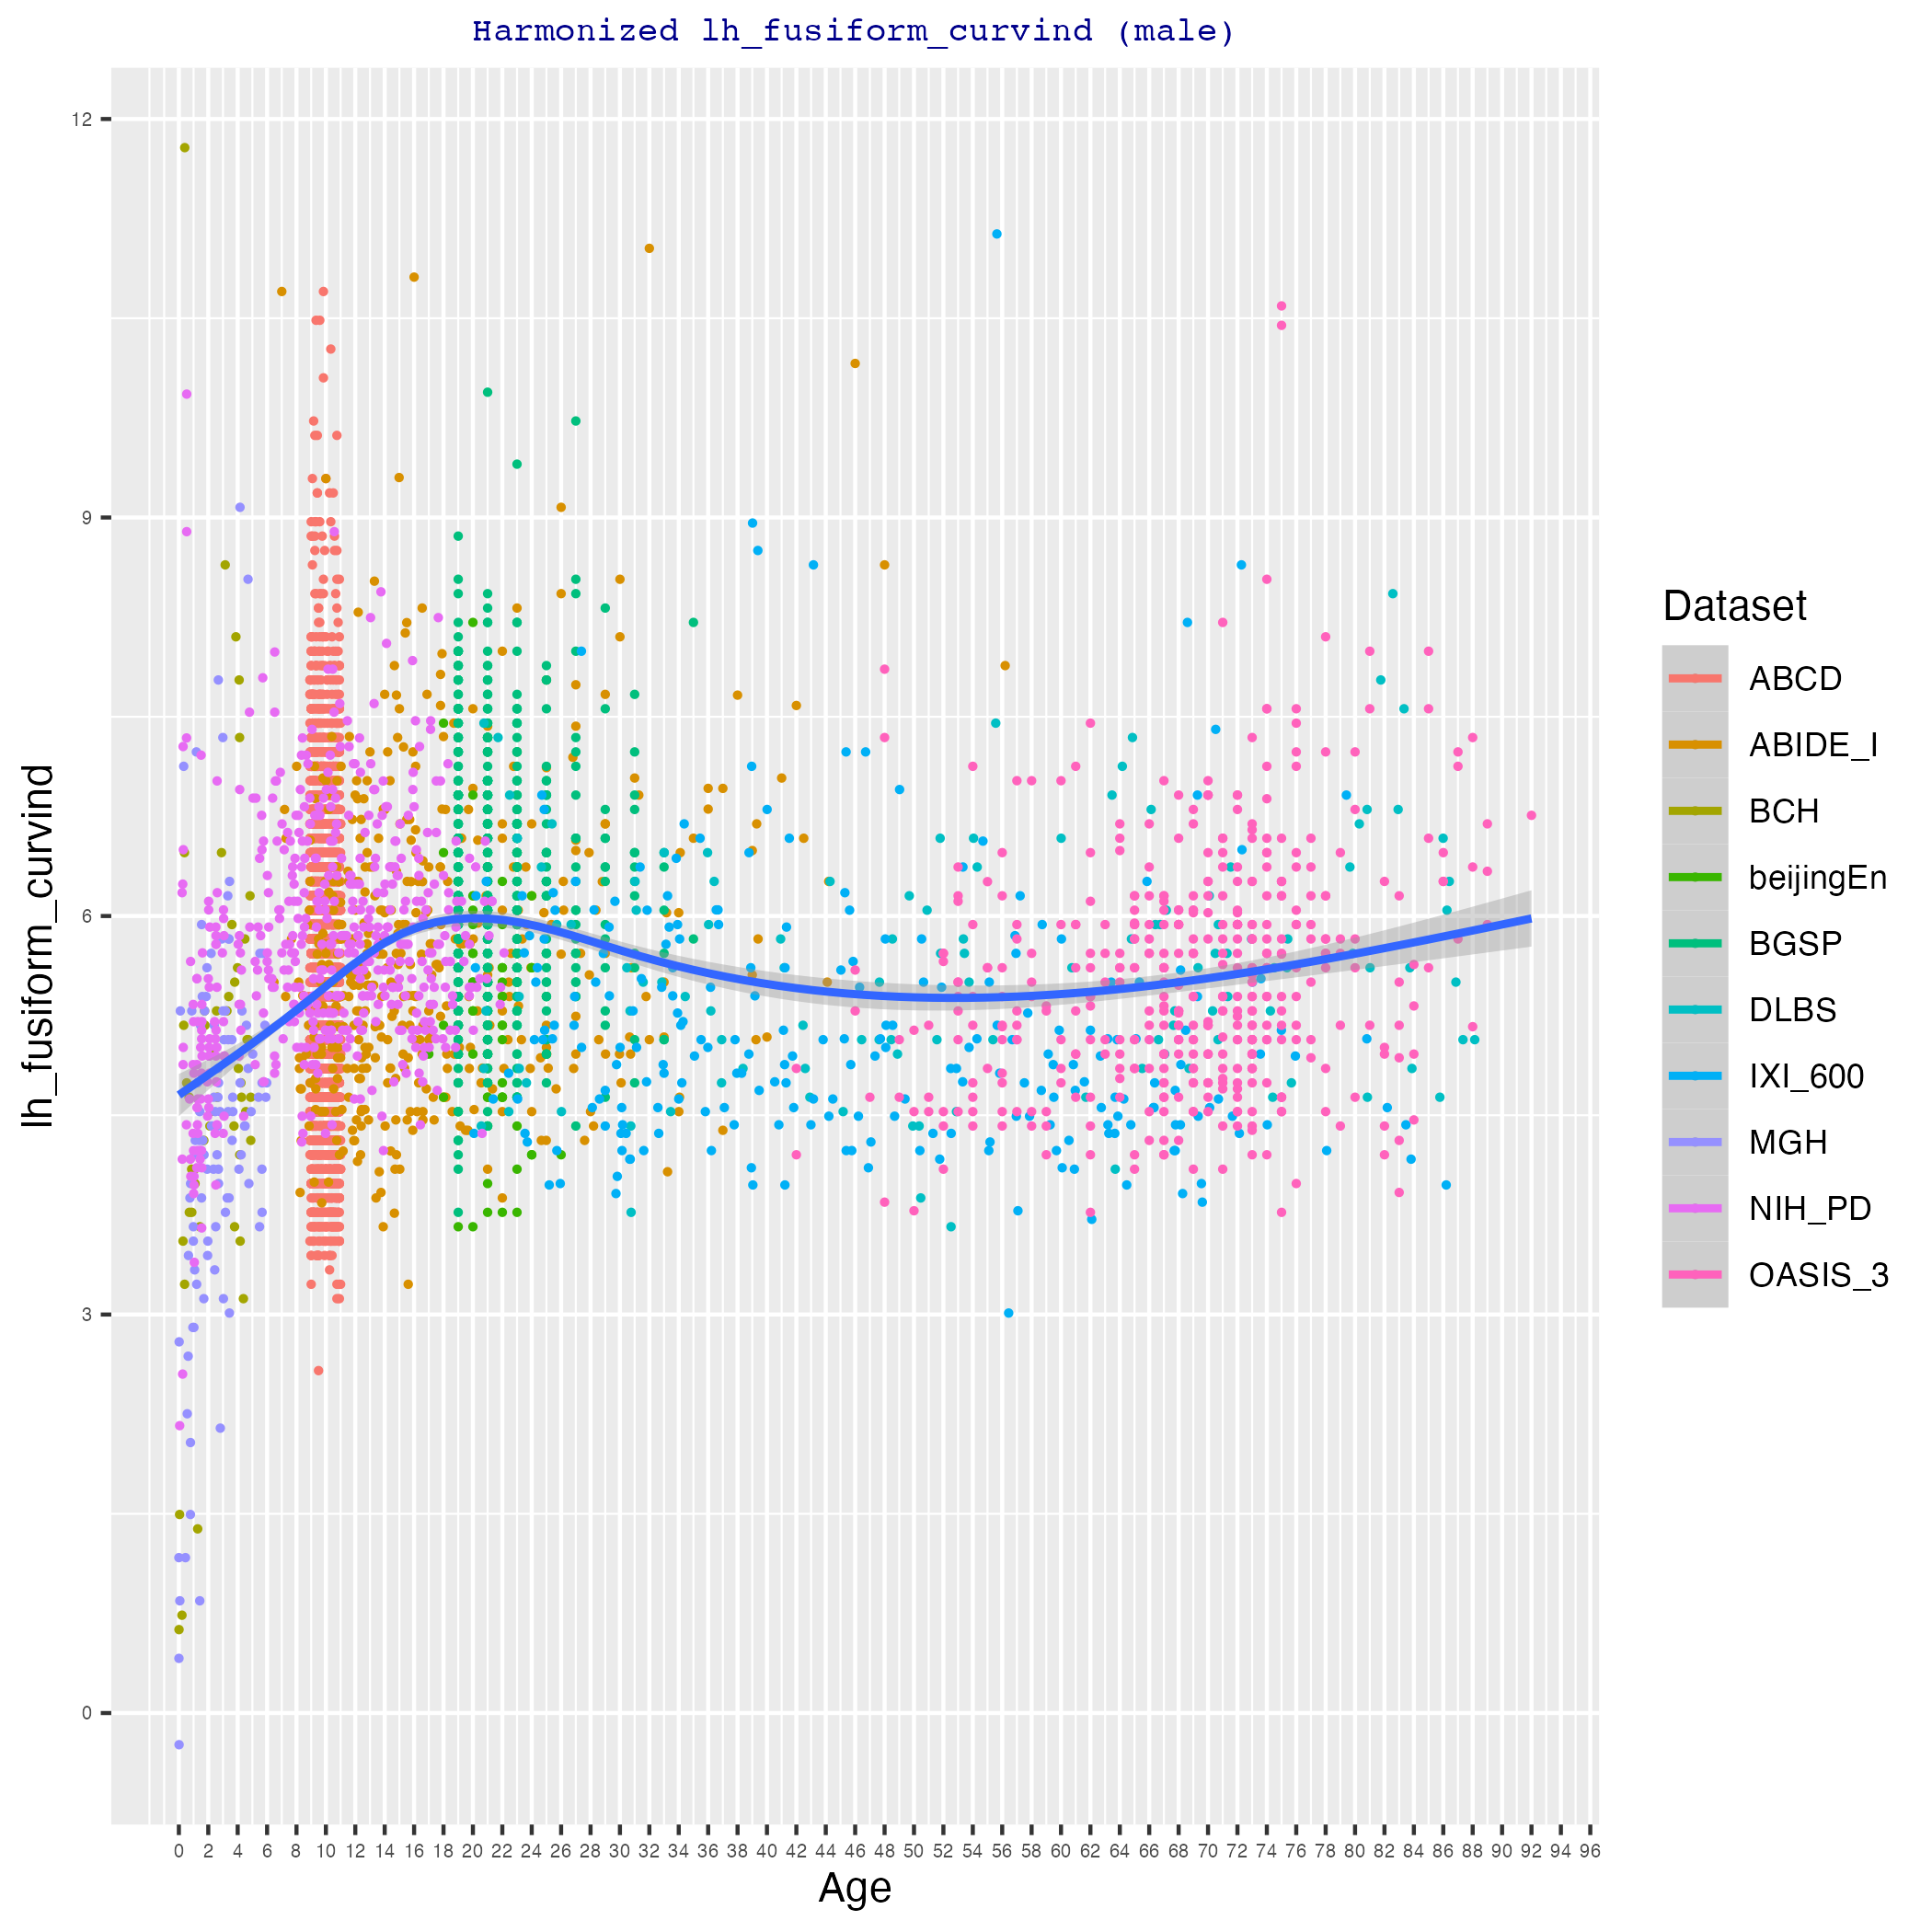 Harmonized lh_fusiform_curvind (male)
lh_fusiform_curvind
12
9
6
3
0
0 2 4 6 8 10 12 14 16 18 20 22 24 26 28 30 32 34 36 38 40 42 44 46 48 50 52 54 56 58 60 62 64 66 68 70 72 74 76 78 80 82 84 86 88 90 92 94 96
Age
Dataset
ABCD
ABIDE_I
BCH
beijingEn
BGSP
DLBS
IXI_600
MGH
NIH_PD
OASIS_3